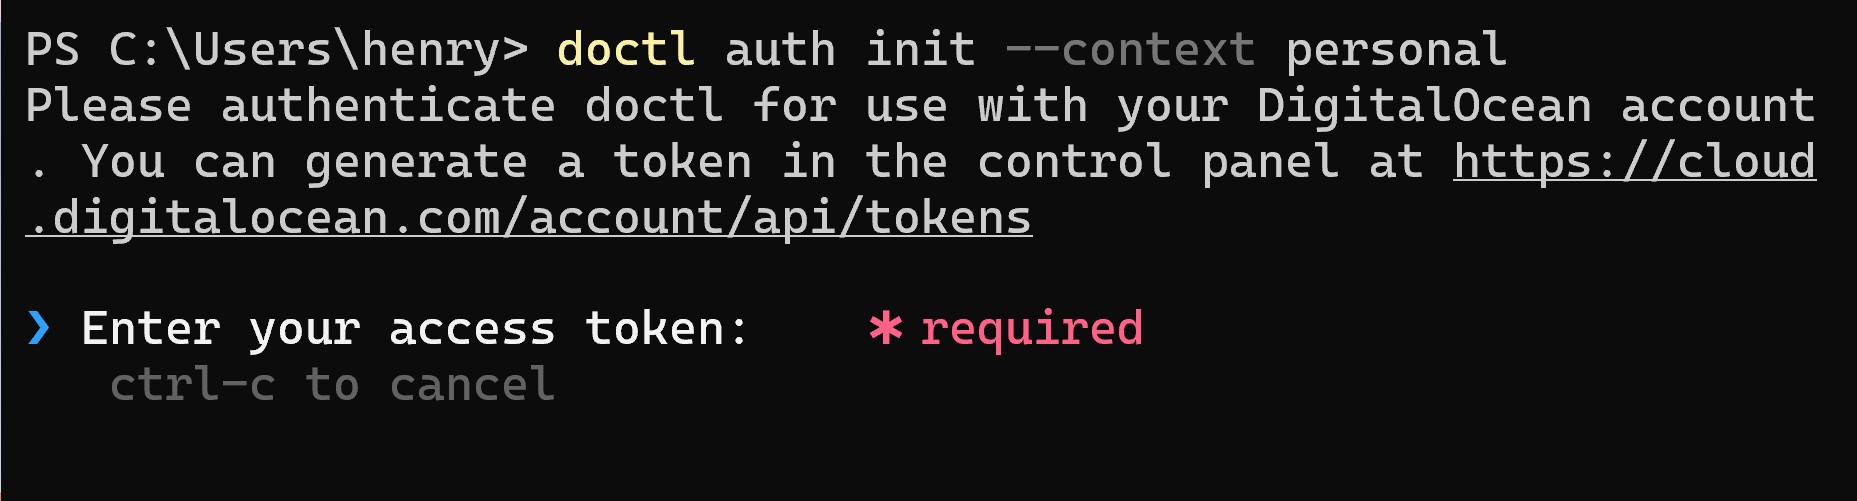 PS C:\Users\henry> doctl auth init --context personal
Please authenticate doctl for use with your DigitalOcean account
. You can generate a token in the control panel at https://cloud
.digitalocean.com/account/api/tokens
❯ Enter your access token:    * required
ctrl-c to cancel